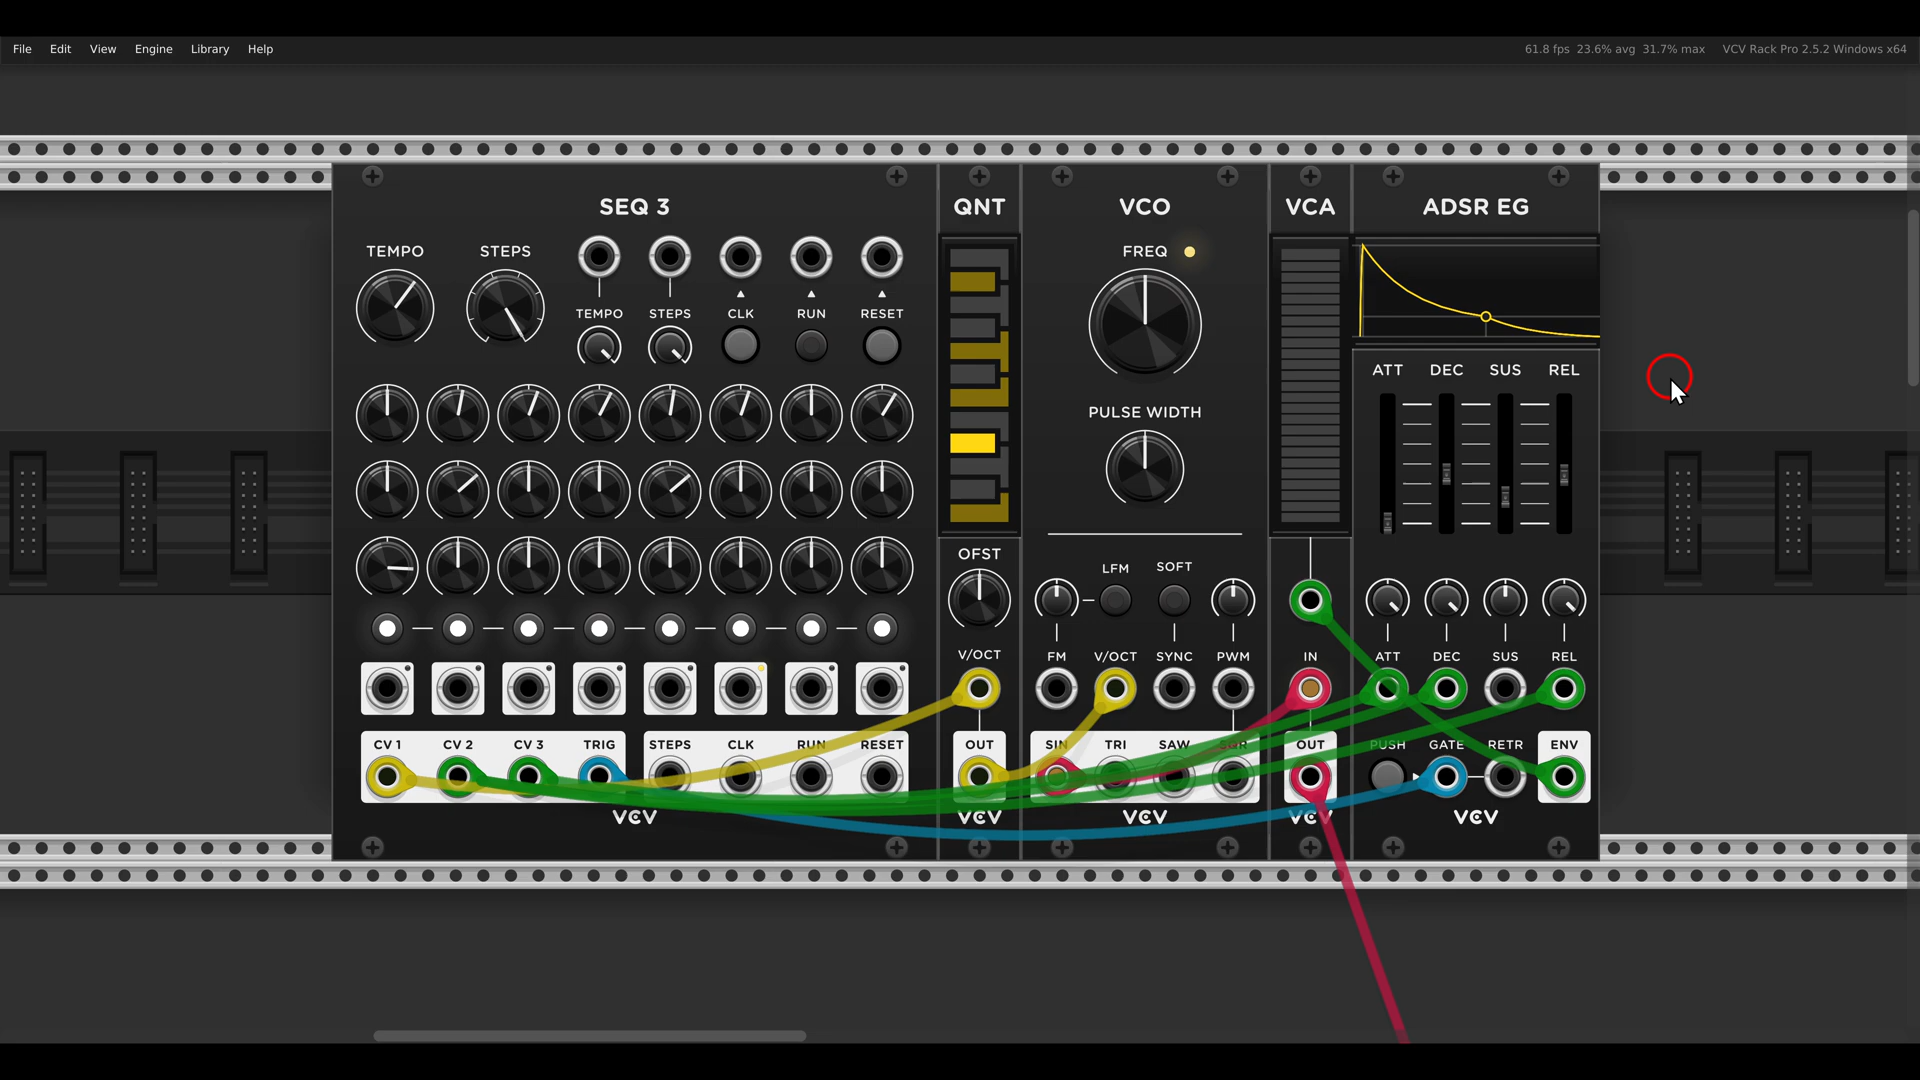 File Edit View Engine Library Help
61.8 fps 23.6% avg 31.7% max VCV Rack Pro 2.5.2 Windows x64
SEQ 3
TEMPO
STEPS
TEMPO
STEPS
CLK
RUN
RESET
CV 1
CV 2
CV 3
TRIG
STEPS
CLK
RUN
RESET
VCV
QNT
OFST
V/OCT
OUT
VCV
VCO
FREQ
PULSE WIDTH
LFM
SOFT
FM
V/OCT
SYNC
PWM
SIN
TRI
SAW
SQR
VCV
VCA
IN
OUT
VCV
ADSR EG
ATT
DEC
SUS
REL
ATT
DEC
SUS
REL
PUSH
GATE
RETR
ENV
VCV